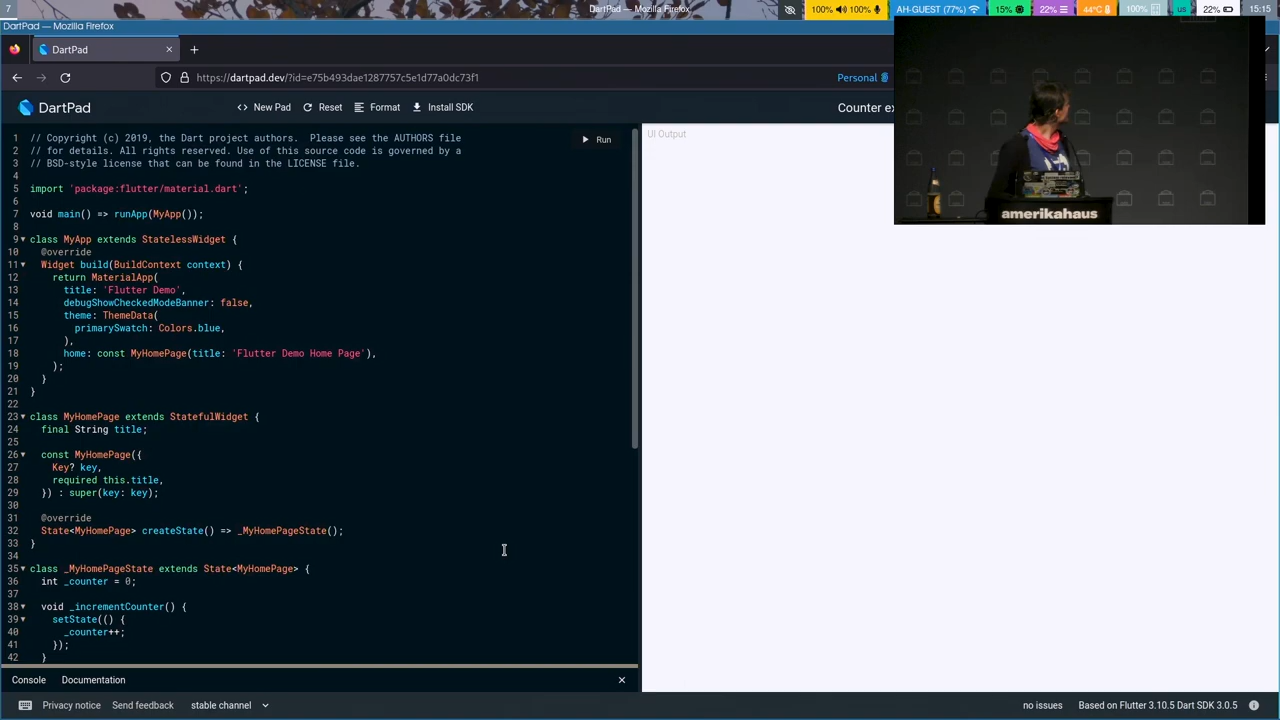 7
DartPad — Mozilla Firefox
100% 100%
AH-GUEST (77%)
15%
22%
44°C
100%
us
22%
15:15
DartPad — Mozilla Firefox
DartPad
https://dartpad.dev/?id=e75b493dae1287757c5e1d77a0dc73f1
Personal
DartPad
New Pad
Reset
Format
Install SDK
Counter ex
1 // Copyright (c) 2019, the Dart project authors.  Please see the AUTHORS file
2 // for details. All rights reserved. Use of this source code is governed by a
3 // BSD-style license that can be found in the LICENSE file.
4
5 import 'package:flutter/material.dart';
6
7 void main() => runApp(MyApp());
8
9 class MyApp extends StatelessWidget {
10   @override
11   Widget build(BuildContext context) {
12     return MaterialApp(
13       title: 'Flutter Demo',
14       debugShowCheckedModeBanner: false,
15       theme: ThemeData(
16         primarySwatch: Colors.blue,
17       ),
18       home: const MyHomePage(title: 'Flutter Demo Home Page'),
19     );
20   }
21 }
22
23 class MyHomePage extends StatefulWidget {
24   final String title;
25
26   const MyHomePage({
27     Key? key,
28     required this.title,
29   }) : super(key: key);
30
31   @override
32   State<MyHomePage> createState() => _MyHomePageState();
33 }
34
35 class _MyHomePageState extends State<MyHomePage> {
36   int _counter = 0;
37
38   void _incrementCounter() {
39     setState(() {
40       _counter++;
41     });
42   }
Run
UI Output
amerikahaus
Console
Documentation
Privacy notice
Send feedback
stable channel
no issues
Based on Flutter 3.10.5 Dart SDK 3.0.5